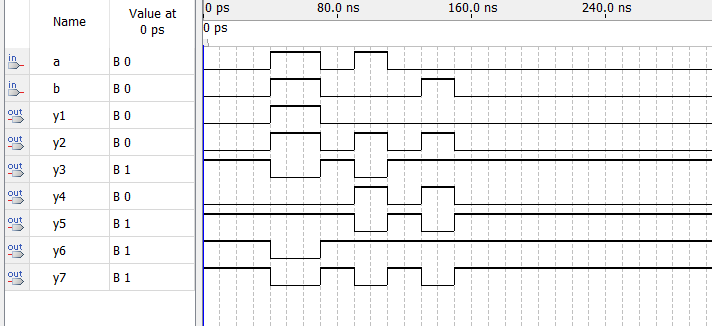 Name
Value at
0 ps
0 ps
80.0 ns
160.0 ns
240.0 ns
0 ps
in
a
B 0
in
b
B 0
out
y1
B 0
out
y2
B 0
out
y3
B 1
out
y4
B 0
out
y5
B 1
out
y6
B 1
out
y7
B 1